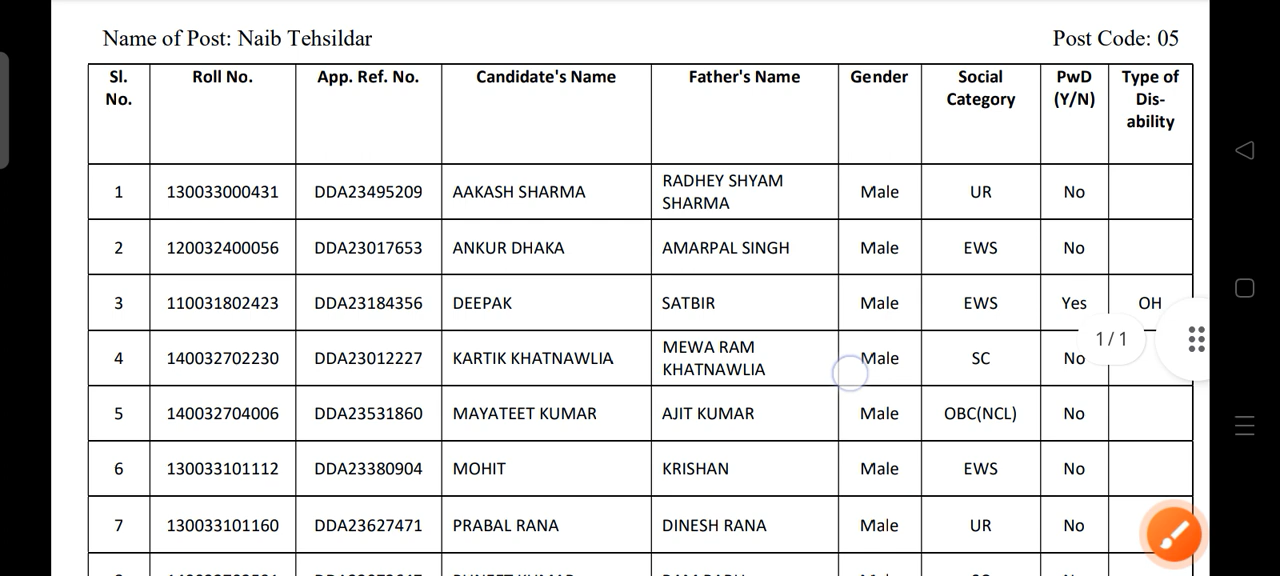 Name of Post: Naib Tehsildar Post Code: 05
Sl. No. Roll No. App. Ref. No. Candidate's Name Father's Name Gender Social Category PwD (Y/N) Type of Dis-ability
1 130033000431 DDA23495209 AAKASH SHARMA RADHEY SHYAM SHARMA Male UR No
2 120032400056 DDA23017653 ANKUR DHAKA AMARPAL SINGH Male EWS No
3 110031802423 DDA23184356 DEEPAK SATBIR Male EWS Yes OH
1/1
4 140032702230 DDA23012227 KARTIK KHATNAWLIA MEWA RAM KHATNAWLIA Male SC No
5 140032704006 DDA23531860 MAYATEET KUMAR AJIT KUMAR Male OBC(NCL) No
6 130033101112 DDA23380904 MOHIT KRISHAN Male EWS No
7 130033101160 DDA23627471 PRABAL RANA DINESH RANA Male UR No